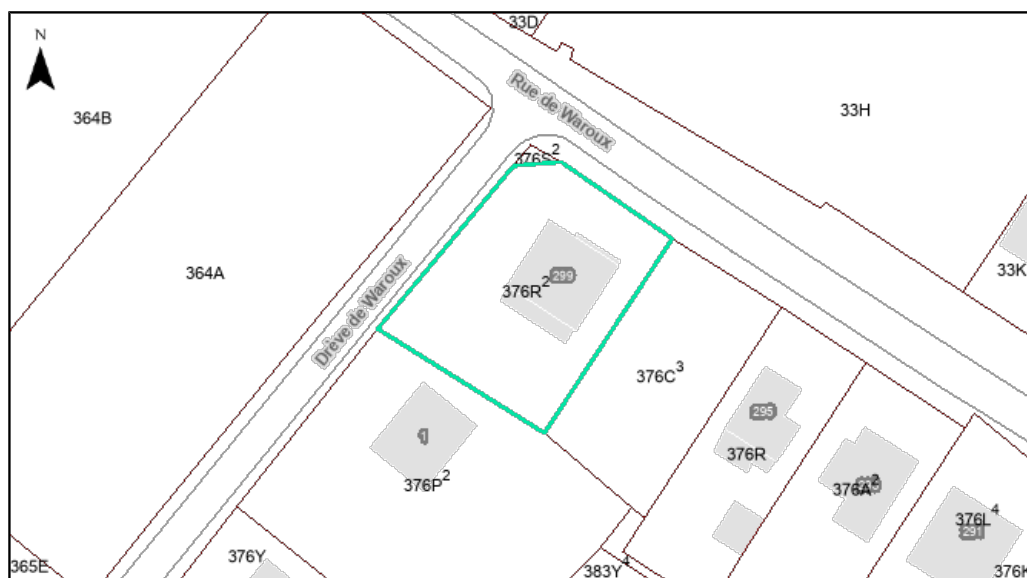 33D
N
Rue de Waroux
364B
33H
376S²
364A
33K
299
376R²
Drève de Waroux
376C³
295
376R
1
376P²
376A²
376L⁴
291
376Y
365E
383Y⁴
376K